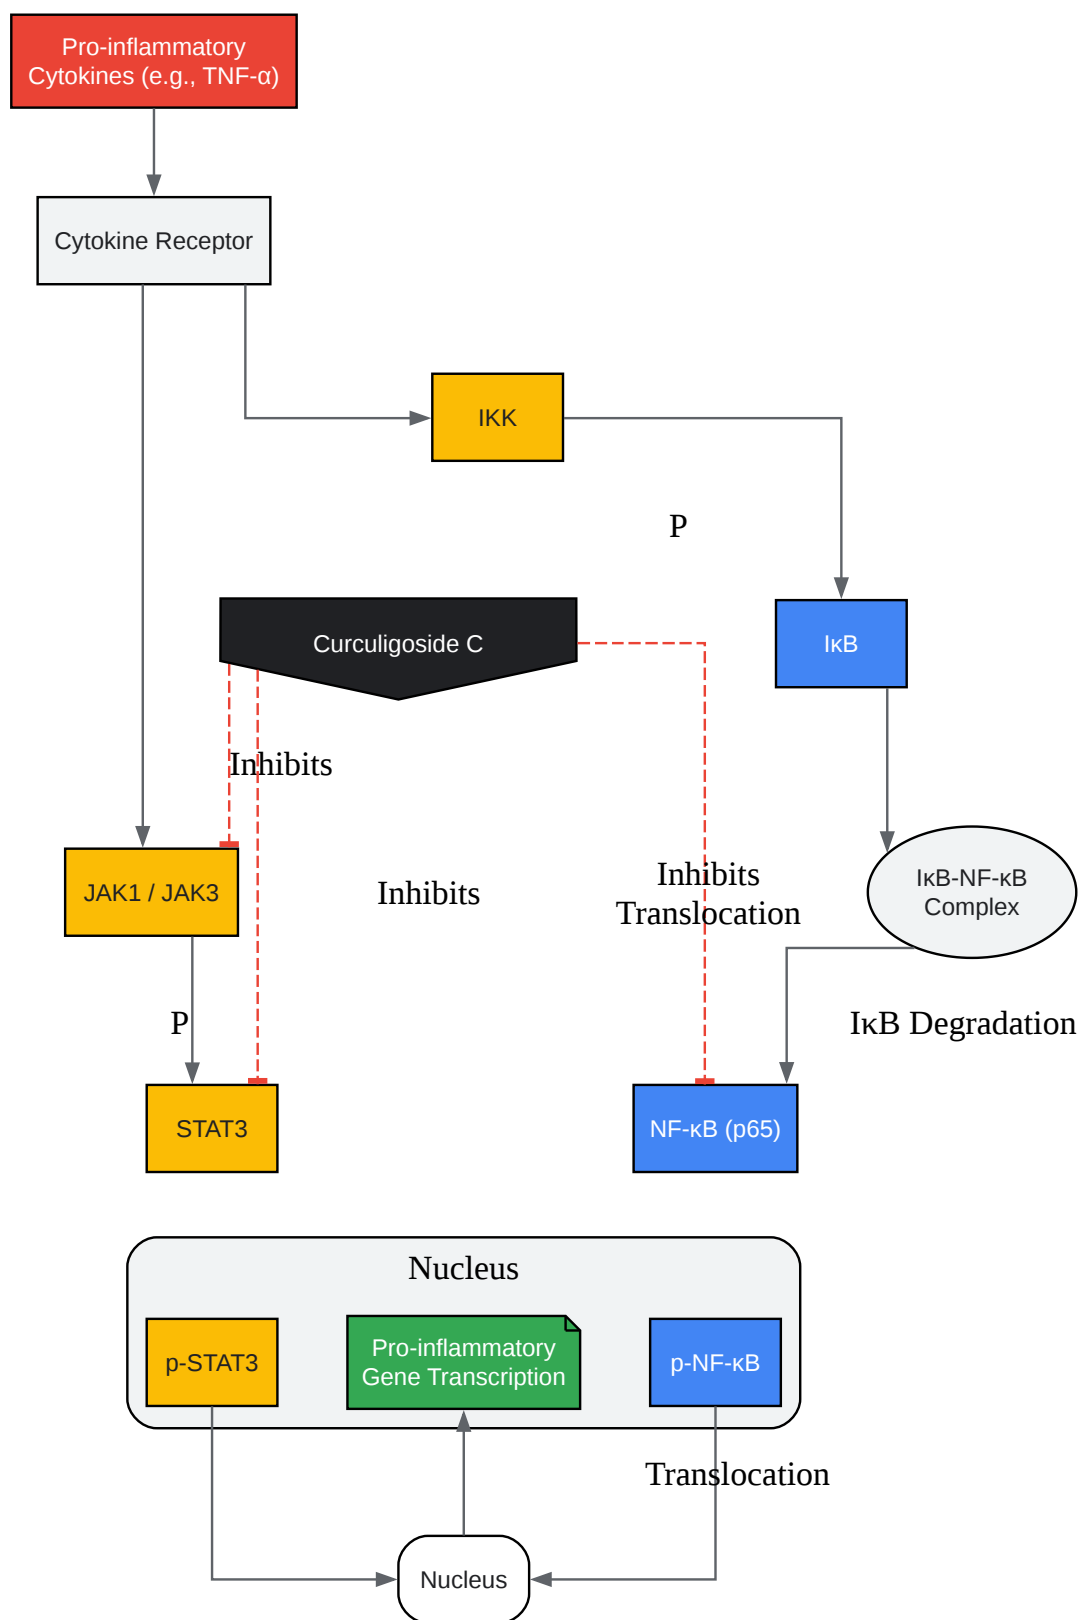 Pro-inflammatory
Cytokines (e.g., TNF-α)
Cytokine Receptor
IKK
P
Curculigoside C
IκB
Inhibits
JAK1 / JAK3
Inhibits
Inhibits
Translocation
IκB-NF-κB
Complex
P
IκB Degradation
STAT3
NF-κB (p65)
Nucleus
p-STAT3
Pro-inflammatory
Gene Transcription
p-NF-κB
Translocation
Nucleus